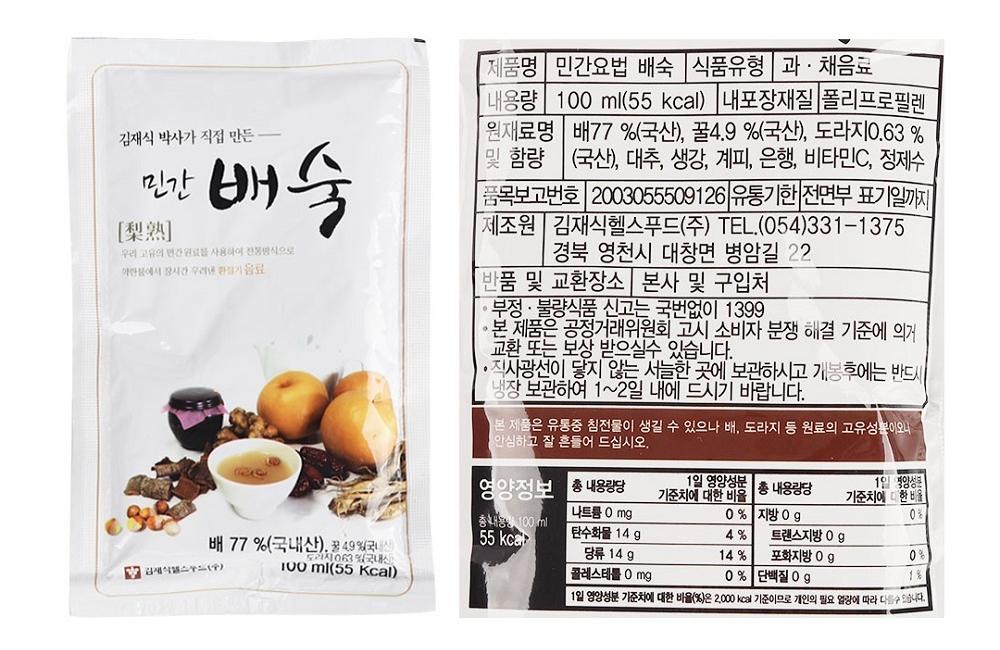 김재식 박사가 직접 만든
민간 배숙
[梨熟]
우리 고유의 민간원료를 사용하여 전통방식으로
약한불에서 장시간 우려낸 환절기음료
배 77 %(국내산), 꿀 4.9 %(국내산)
도라지 0.63 %(국내산)
100 ml(55 Kcal)
김재식헬스푸드(주)
제품명 민간요법 배숙 식품유형 과·채음료
내용량 100 ml(55 kcal) 내포장재질 폴리프로필렌
원재료명 배77 %(국산), 꿀4.9 %(국산), 도라지0.63 %
및 함량 (국산), 대추, 생강, 계피, 은행, 비타민C, 정제수
품목보고번호 2003055509126 유통기한 전면부 표기일까지
제조원 김재식헬스푸드(주) TEL.(054)331-1375
경북 영천시 대창면 병암길 22
반품 및 교환장소 본사 및 구입처
·부정·불량식품 신고는 국번없이 1399
·본 제품은 공정거래위원회 고시 소비자 분쟁 해결 기준에 의거
교환 또는 보상 받으실수 있습니다.
·직사광선이 닿지 않는 서늘한 곳에 보관하시고 개봉후에는 반드시
냉장 보관하여 1~2일 내에 드시기 바랍니다.
본 제품은 유통중 침전물이 생길 수 있으나 배, 도라지 등 원료의 고유성분이오니
안심하고 잘 흔들어 드십시오.
영양정보
총 내용량 100 ml
55 kcal
총 내용량당 1일 영양성분 기준치에 대한 비율
나트륨 0 mg 0 %
탄수화물 14 g 4 %
당류 14 g 14 %
콜레스테롤 0 mg 0 %
총 내용량당 1일 영양성분 기준치에 대한 비율
지방 0 g 0 %
트랜스지방 0 g
포화지방 0 g 0 %
단백질 0 g 1 %
1일 영양성분 기준치에 대한 비율(%)은 2,000 kcal 기준이므로 개인의 필요 열량에 따라 다를수 있습니다.